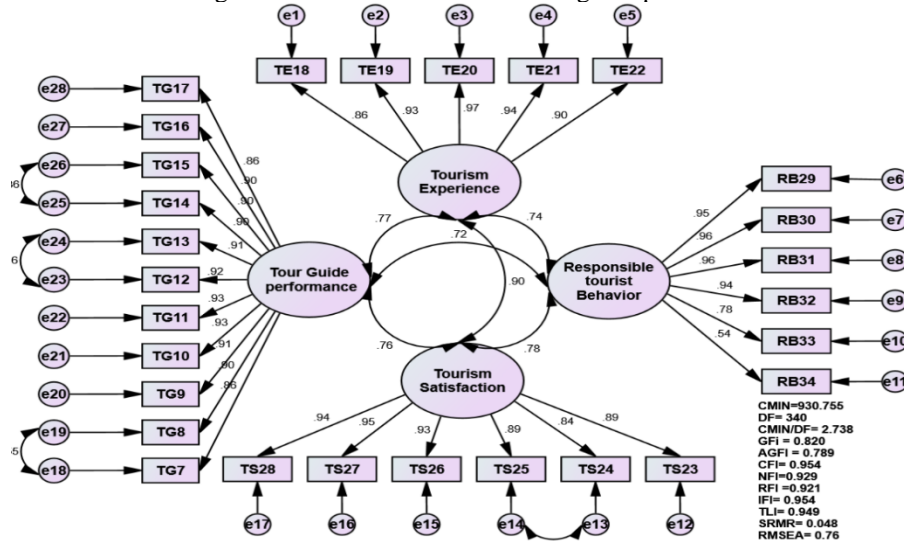 e1 e2 e3 e4 e5
TE18 TE19 TE20 TE21 TE22
.86 .93 .97 .94 .90
Tourism
Experience
e28 TG17 .86
e27 TG16 .90
e26 TG15 .90
e25 TG14 .90
e24 TG13 .91
e23 TG12 .92
e22 TG11 .93
e21 TG10 .93
e20 TG9 .91
e19 TG8 .90
e18 TG7 .86
Tour Guide
performance
.77 .74
.72
.90
.76 .78
Responsible
tourist
Behavior
.95 RB29 e6
.96 RB30 e7
.96 RB31 e8
.94 RB32 e9
.78 RB33 e10
.54 RB34 e11
Tourism
Satisfaction
.94 .95 .93 .89 .84 .89
TS28 TS27 TS26 TS25 TS24 TS23
e17 e16 e15 e14 e13 e12
CMIN=930.755
DF= 340
CMIN/DF= 2.738
GFi = 0.820
AGFI = 0.789
CFI= 0.954
NFI=0.929
RFI =0.921
IFI= 0.954
TLI= 0.949
SRMR= 0.048
RMSEA= 0.76